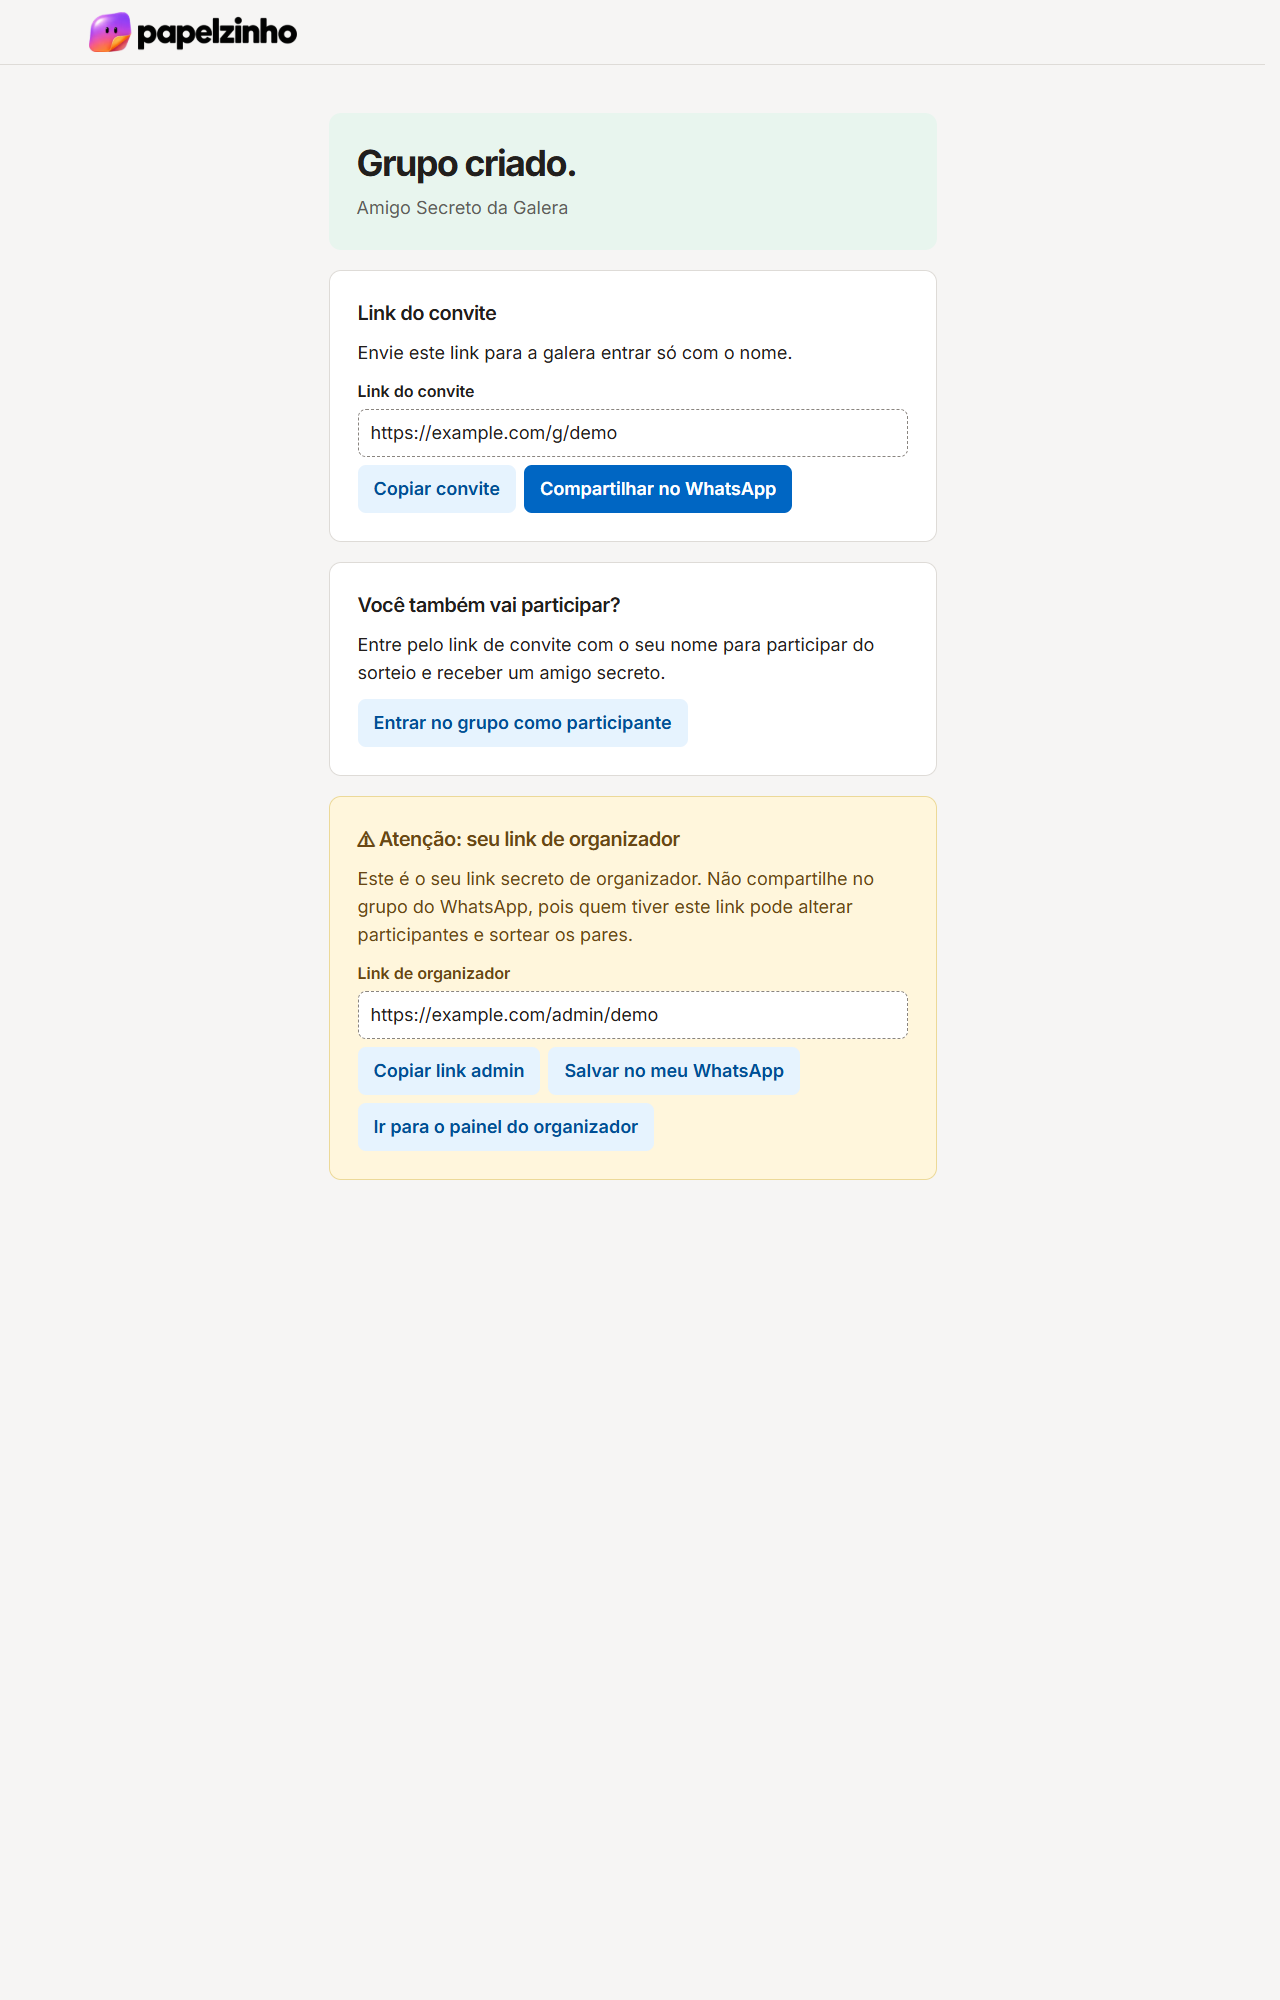 papelzinho
Grupo criado.
Amigo Secreto da Galera
Link do convite
Envie este link para a galera entrar só com o nome.
Link do convite
https://example.com/g/demo
Copiar convite
Compartilhar no WhatsApp
Você também vai participar?
Entre pelo link de convite com o seu nome para participar do
sorteio e receber um amigo secreto.
Entrar no grupo como participante
⚠ Atenção: seu link de organizador
Este é o seu link secreto de organizador. Não compartilhe no
grupo do WhatsApp, pois quem tiver este link pode alterar
participantes e sortear os pares.
Link de organizador
https://example.com/admin/demo
Copiar link admin
Salvar no meu WhatsApp
Ir para o painel do organizador